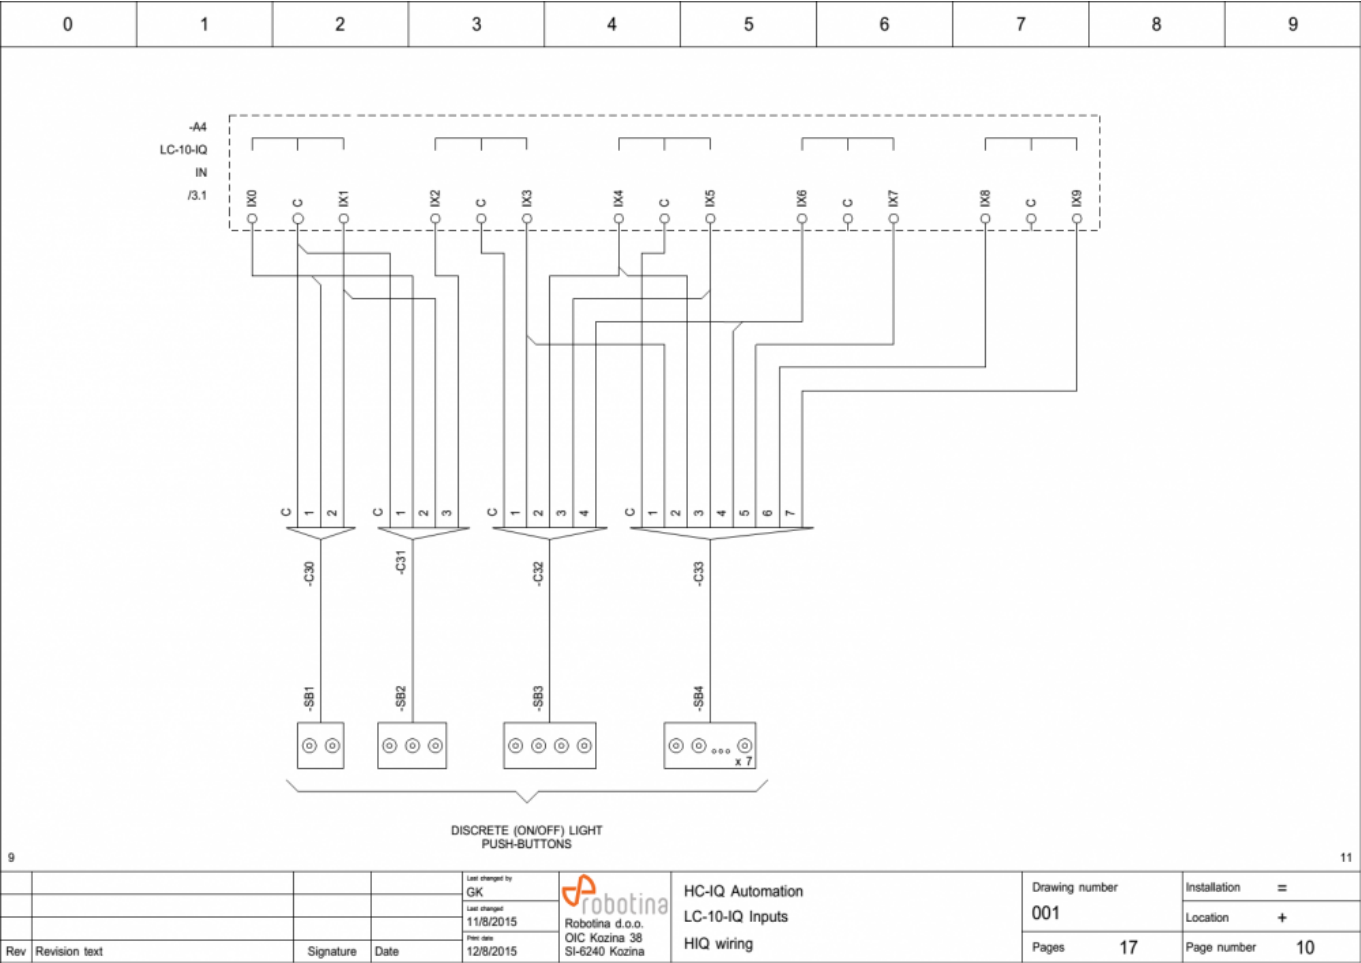 0 1 2 3 4 5 6 7 8 9
-A4
LC-10-IQ
IN
/3.1
IX0 C IX1 IX2 C IX3 IX4 C IX5 IX6 C IX7 IX8 C IX9
C 1 2 C 1 2 3 C 1 2 3 4 C 1 2 3 4 5 6 7
-C30 -C31 -C32 -C33
-SB1 -SB2 -SB3 -SB4
x 7
DISCRETE (ON/OFF) LIGHT
PUSH-BUTTONS
9 11
Last changed by
GK
Last changed
11/8/2015
Print date
12/8/2015
Rev Revision text Signature Date
robotina
Robotina d.o.o.
OIC Kozina 38
SI-6240 Kozina
HC-IQ Automation
LC-10-IQ Inputs
HIQ wiring
Drawing number
001
Pages 17
Installation =
Location +
Page number 10